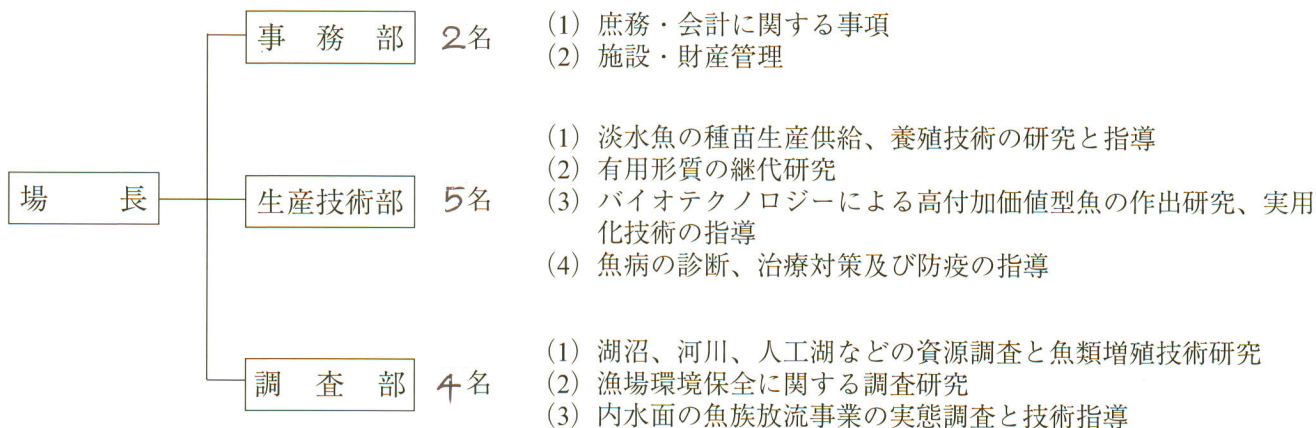 事務部 2名 (1) 庶務・会計に関する事項
(2) 施設・財産管理
場長
生産技術部 5名 (1) 淡水魚の種苗生産供給、養殖技術の研究と指導
(2) 有用形質の継代研究
(3) バイオテクノロジーによる高付加価値型魚の作出研究、実用
化技術の指導
(4) 魚病の診断、治療対策及び防疫の指導
調査部 4名 (1) 湖沼、河川、人工湖などの資源調査と魚類増殖技術研究
(2) 漁場環境保全に関する調査研究
(3) 内水面の魚族放流事業の実態調査と技術指導